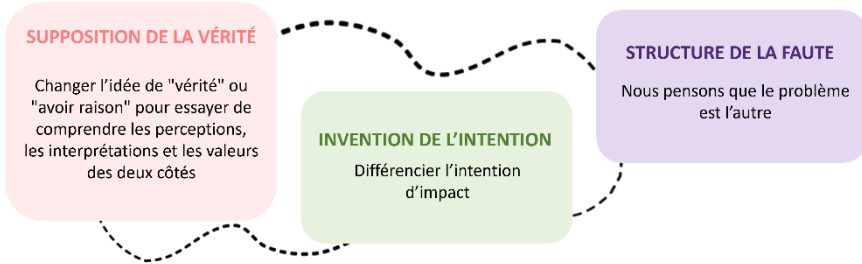 SUPPOSITION DE LA VÉRITÉ
Changer l'idée de "vérité" ou
"avoir raison" pour essayer de
comprendre les perceptions,
les interprétations et les valeurs
des deux côtés
INVENTION DE L'INTENTION
Différencier l'intention
d'impact
STRUCTURE DE LA FAUTE
Nous pensons que le problème
est l'autre